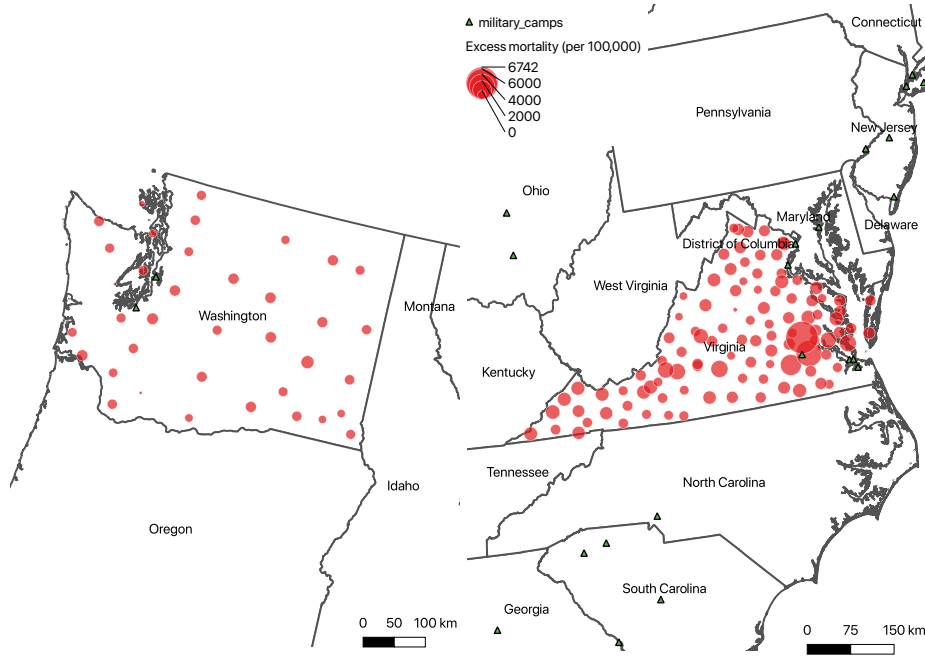 Connecticut
military_camps
Excess mortality (per 100,000)
6742
6000
4000
2000
0
Pennsylvania
New Jersey
Ohio
Maryland
Delaware
District of Columbia
West Virginia
Montana
Washington
Virginia
Kentucky
Tennessee
North Carolina
Idaho
Oregon
South Carolina
Georgia
0 50 100 km
0 75 150 km